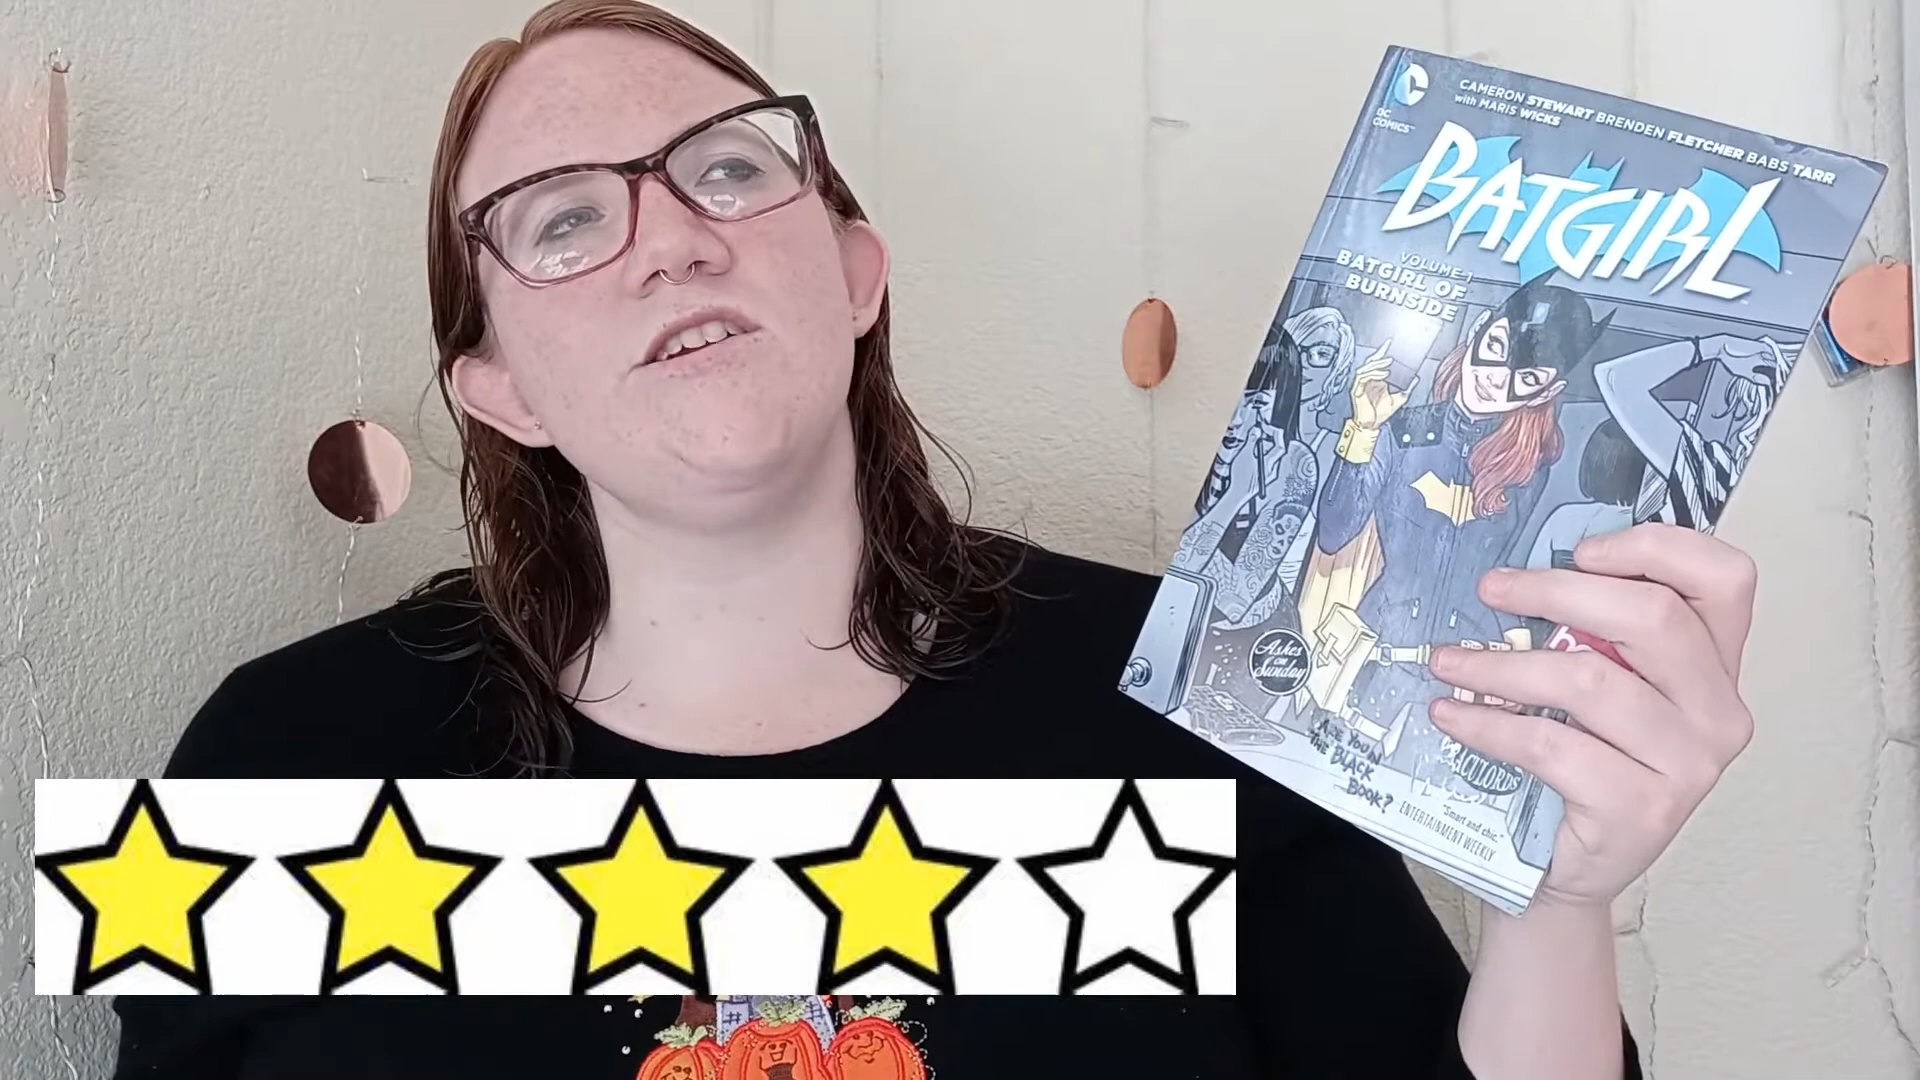 CAMERON STEWART BRENDEN FLETCHER BABS TARR
with MARIS WICKS
DC
COMICS™
BATGIRL
VOLUME 1
BATGIRL OF
BURNSIDE
Ashes
on
Sunday
ARE YOU IN
THE BLACK
BOOK?
"Smart and chic."
ENTERTAINMENT WEEKLY